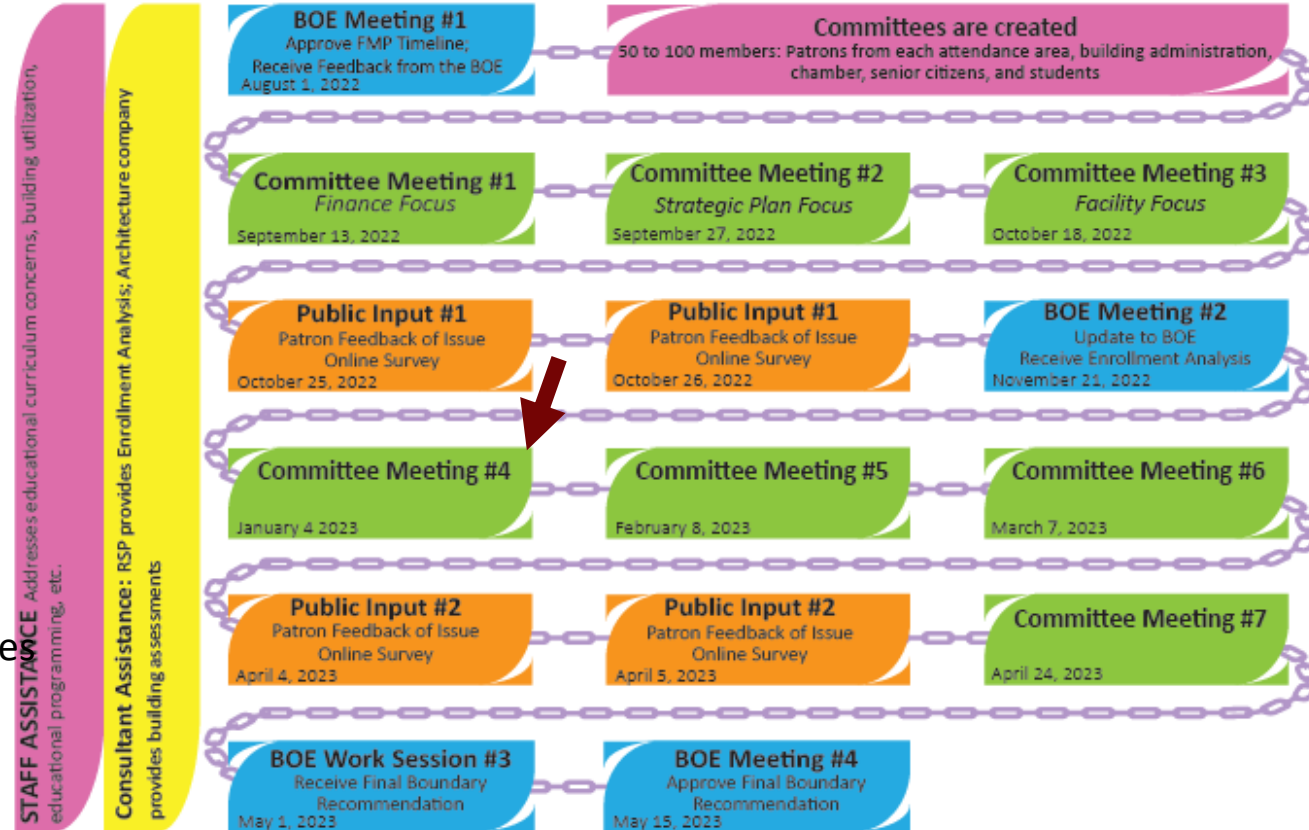 STAFF ASSISTANCE Addresses educational curriculum concerns, building utilization,
educational programming, etc.
es
Consultant Assistance: RSP provides Enrollment Analysis; Architecture company
provides building assessments
BOE Meeting #1
Approve FMP Timeline;
Receive Feedback from the BOE
August 1, 2022
Committees are created
50 to 100 members: Patrons from each attendance area, building administration,
chamber, senior citizens, and students
Committee Meeting #1
Finance Focus
September 13, 2022
Committee Meeting #2
Strategic Plan Focus
September 27, 2022
Committee Meeting #3
Facility Focus
October 18, 2022
Public Input #1
Patron Feedback of Issue
Online Survey
October 25, 2022
Public Input #1
Patron Feedback of Issue
Online Survey
October 26, 2022
BOE Meeting #2
Update to BOE
Receive Enrollment Analysis
November 21, 2022
Committee Meeting #4
January 4 2023
Committee Meeting #5
February 8, 2023
Committee Meeting #6
March 7, 2023
Public Input #2
Patron Feedback of Issue
Online Survey
April 4, 2023
Public Input #2
Patron Feedback of Issue
Online Survey
April 5, 2023
Committee Meeting #7
April 24, 2023
BOE Work Session #3
Receive Final Boundary
Recommendation
May 1, 2023
BOE Meeting #4
Approve Final Boundary
Recommendation
May 15, 2023